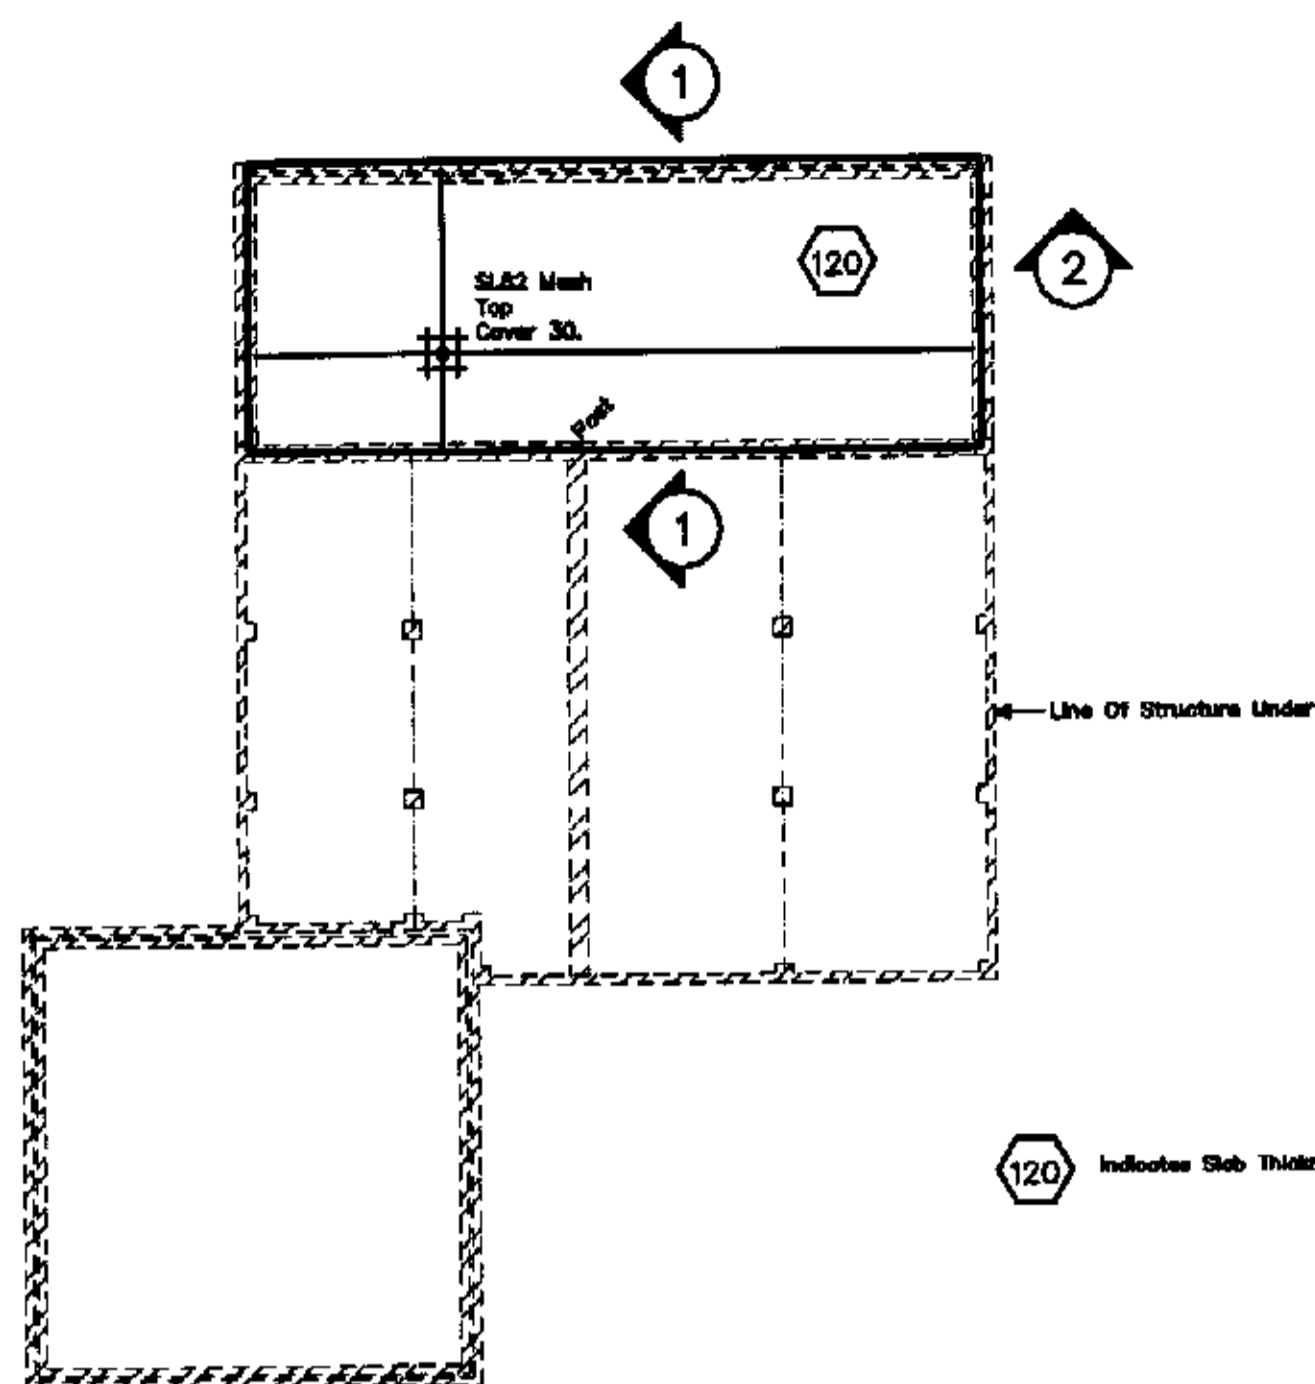 1
120
2
SL82 Mesh
Top
Cover 30.
Post
1
Line Of Structure Under
120 Indicates Slab